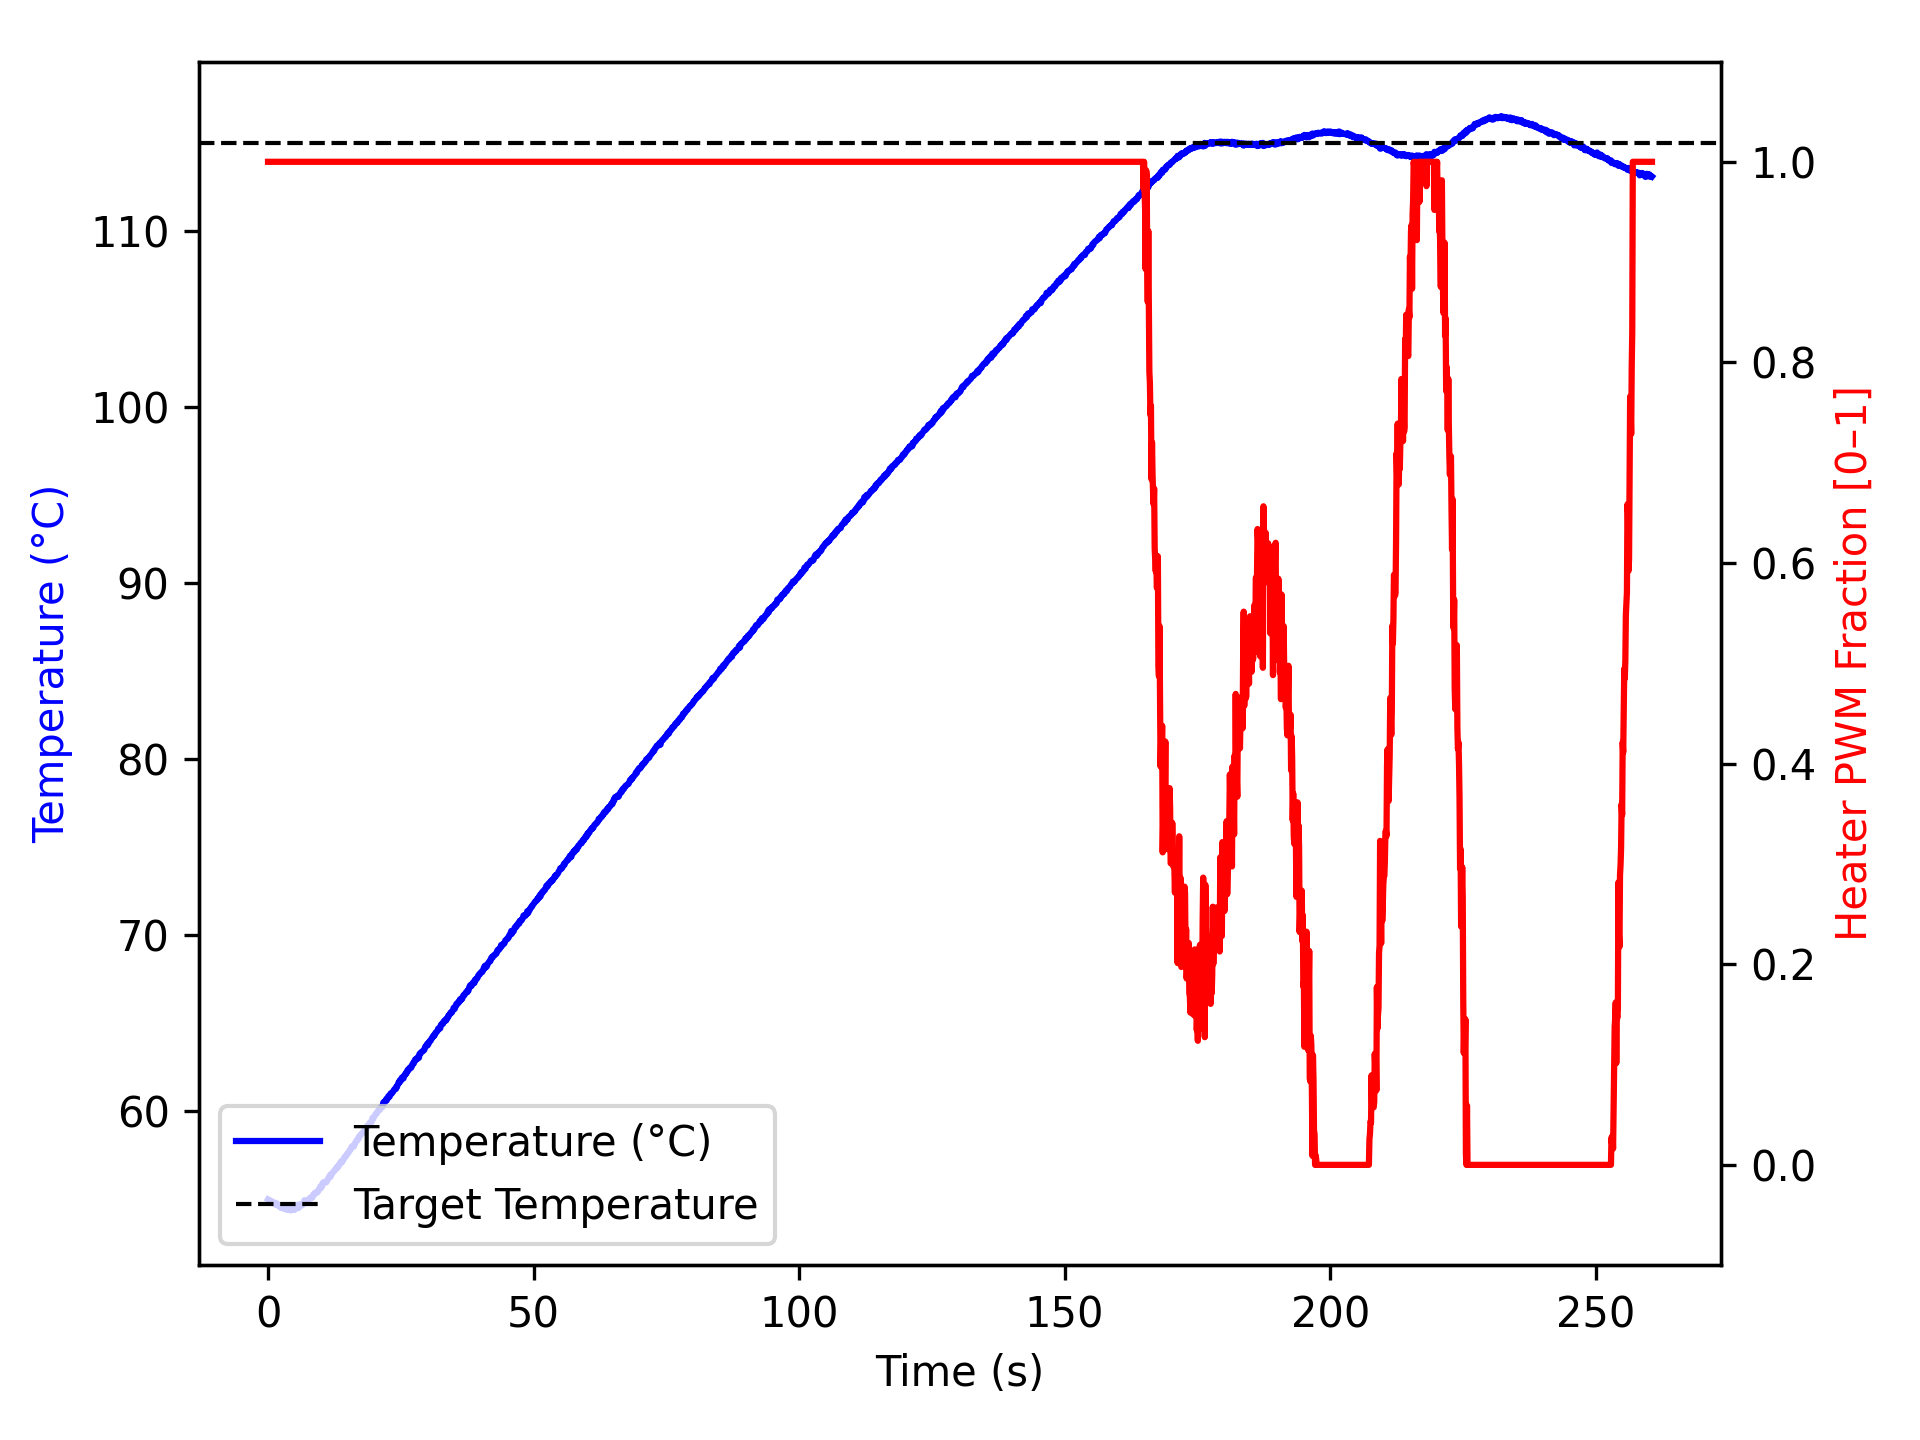 110
100
90
80
70
60
Temperature (°C)
1.0
0.8
0.6
0.4
0.2
0.0
Heater PWM Fraction [0–1]
Temperature (°C)
Target Temperature
0 50 100 150 200 250
Time (s)